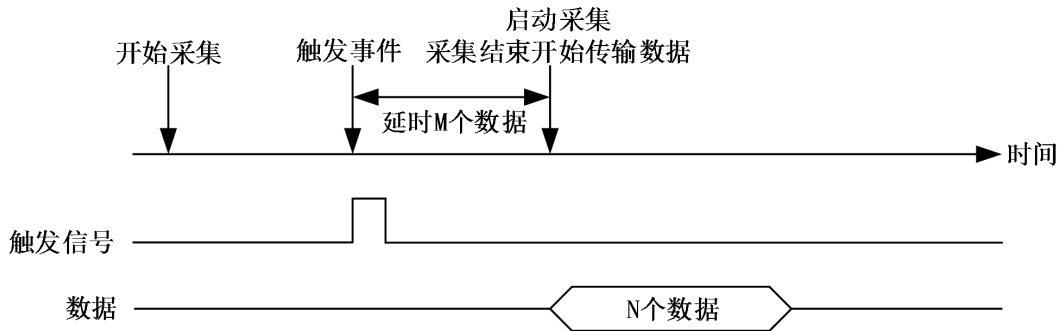 启动采集
开始采集
触发事件
采集结束开始传输数据
延时M个数据
时间
触发信号
数据
N个数据